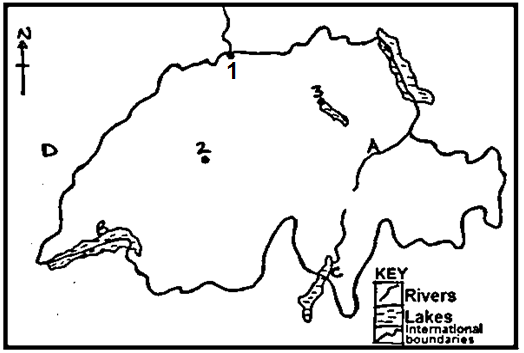 N
1
3
A
D
2
B
C
KEY
Rivers
Lakes
International
boundaries